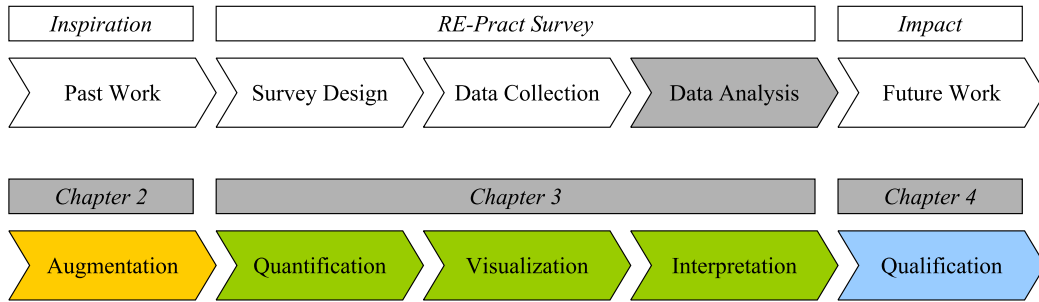 Inspiration RE-Pract Survey Impact
Past Work Survey Design Data Collection Data Analysis Future Work
Chapter 2 Chapter 3 Chapter 4
Augmentation Quantification Visualization Interpretation Qualification